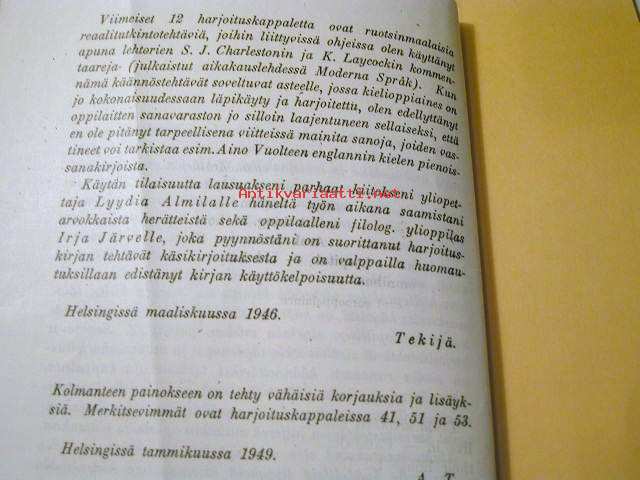 Viimeiset 12 harjoituskappaletta ovat ruotsinmaalaisia
reaalitutkintotehtäviä, joihin liittyvissä ohjeissa olen käyttänyt
apuna lehtorien S. J. Charlestonin ja K. Laycockin kommen-
taareja (julkaistut aikakauslehdessä Moderna Språk). Kun
nämä käännöstehtävät soveltuvat asteelle, jossa kielioppiaines on
jo kokonaisuudessaan läpikäyty ja harjoitettu, olen edellyttänyt
oppilaitten sanavaraston jo silloin laajentuneen sellaiseksi, että
en ole pitänyt tarpeellisena viitteissä mainita sanoja, joiden vas-
tineet voi tarkistaa esim. Aino Vuolteen englannin kielen pienois-
sanakirjoista.
Käytän tilaisuutta lausuakseni parhaat kiitokseni yliopet-
Antikvariaatti.net
taja Lyydia Almilalle häneltä työn aikana saamistani
arvokkaista herätteistä sekä oppilaalleni filolog. ylioppilas
Irja Järvelle, joka pyynnöstäni on suorittanut harjoitus-
kirjan tehtävät käsikirjoituksesta ja on valppailla huomau-
tuksillaan edistänyt kirjan käyttökelpoisuutta.
Helsingissä maaliskuussa 1946.
Tekijä.
Kolmanteen painokseen on tehty vähäisiä korjauksia ja lisäyk-
siä. Merkitsevimmät ovat harjoituskappaleissa 41, 51 ja 53.
Helsingissä tammikuussa 1949.
A. T.